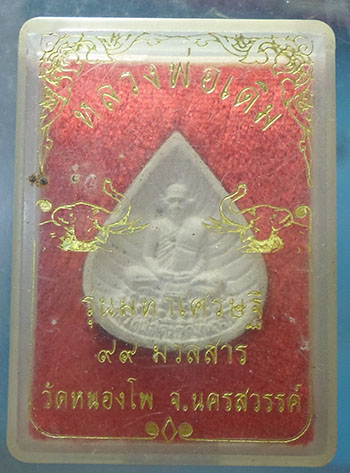 หลวงพ่อเดิม
รุ่นมหาเศรษฐี
๙๙ มวลสาร
วัดหนองโพ จ.นครสวรรค์